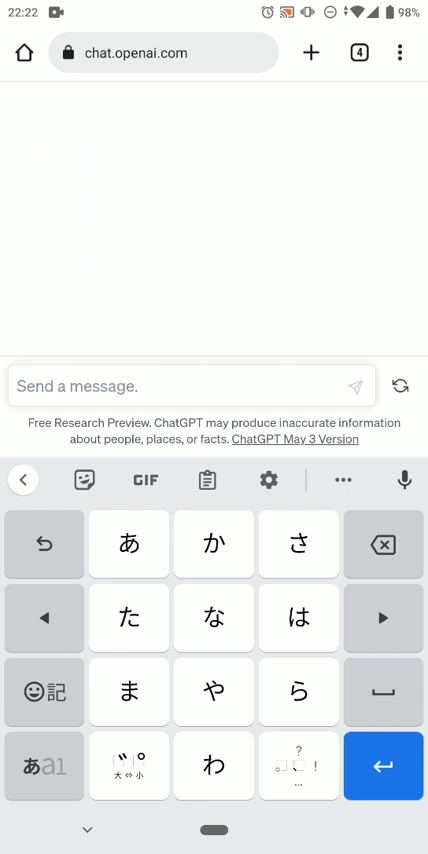 22:22 98%
chat.openai.com 4
Send a message.
Free Research Preview. ChatGPT may produce inaccurate information
about people, places, or facts. ChatGPT May 3 Version
GIF
あ か さ
た な は
記 ま や ら
あa1 大⇔小 わ 。?、!…